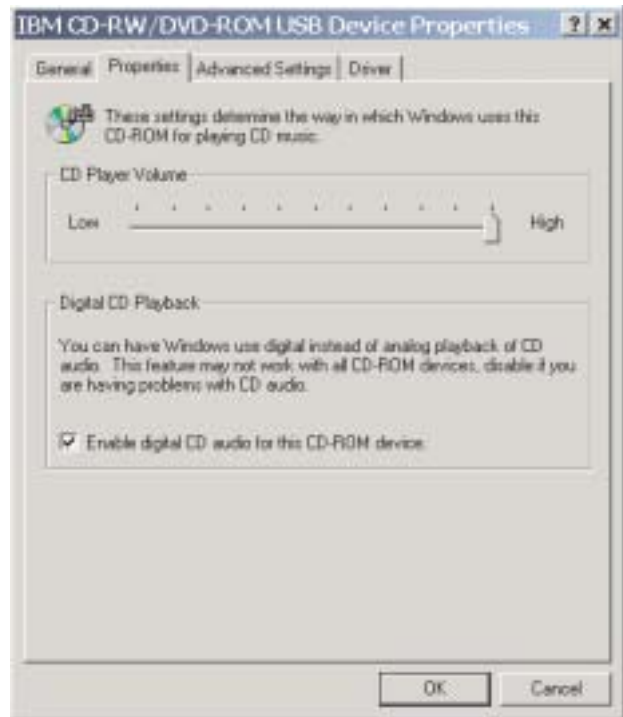 IBM CD-RW/DVD-ROM USB Device Properties
General Properties Advanced Settings Driver
These settings determine the way in which Windows uses this
CD-ROM for playing CD music.
CD Player Volume
Low High
Digital CD Playback
You can have Windows use digital instead of analog playback of CD
audio. This feature may not work with all CD-ROM devices, disable if you
are having problems with CD audio.
Enable digital CD audio for this CD-ROM device.
OK Cancel